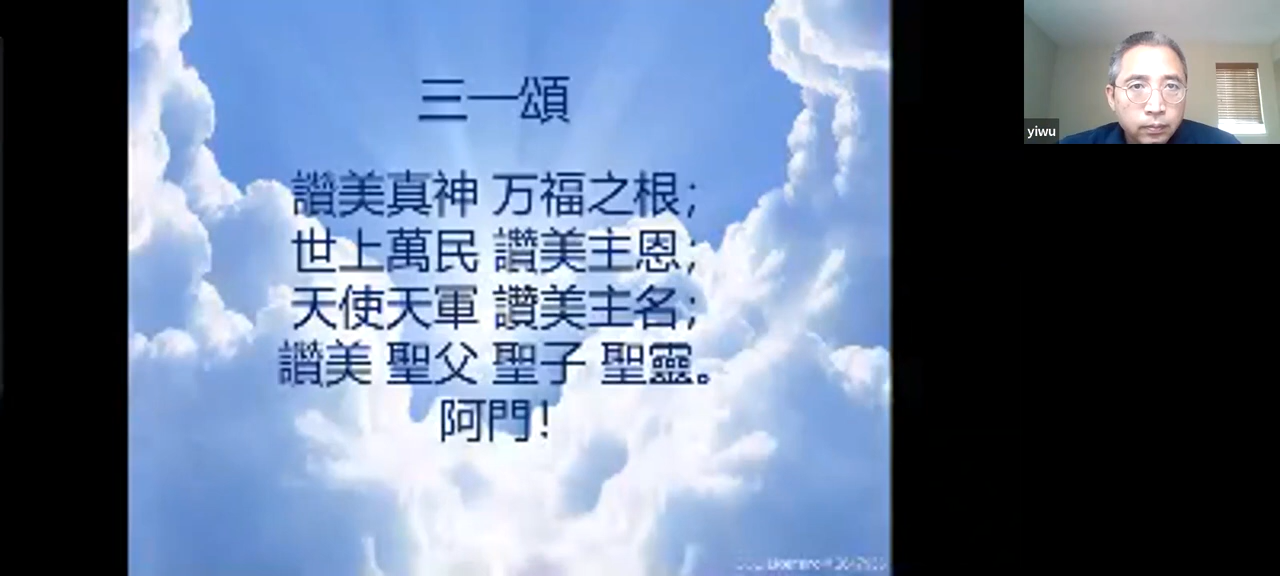 三一頌
讚美真神 万福之根;
世上萬民 讚美主恩;
天使天軍 讚美主名;
讚美 聖父 聖子 聖靈。
阿門!
yiwu